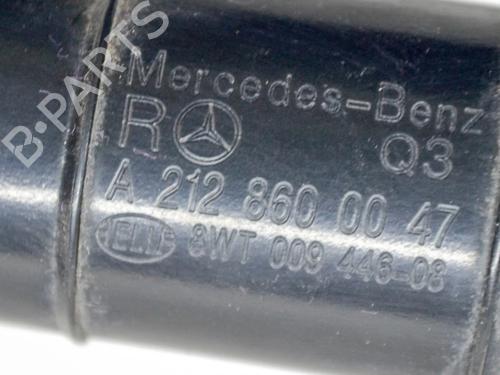 B-PARTS
Mercedes-Benz
R Q3
A 212 860 00 47
HELLA 8WT 009 446-08